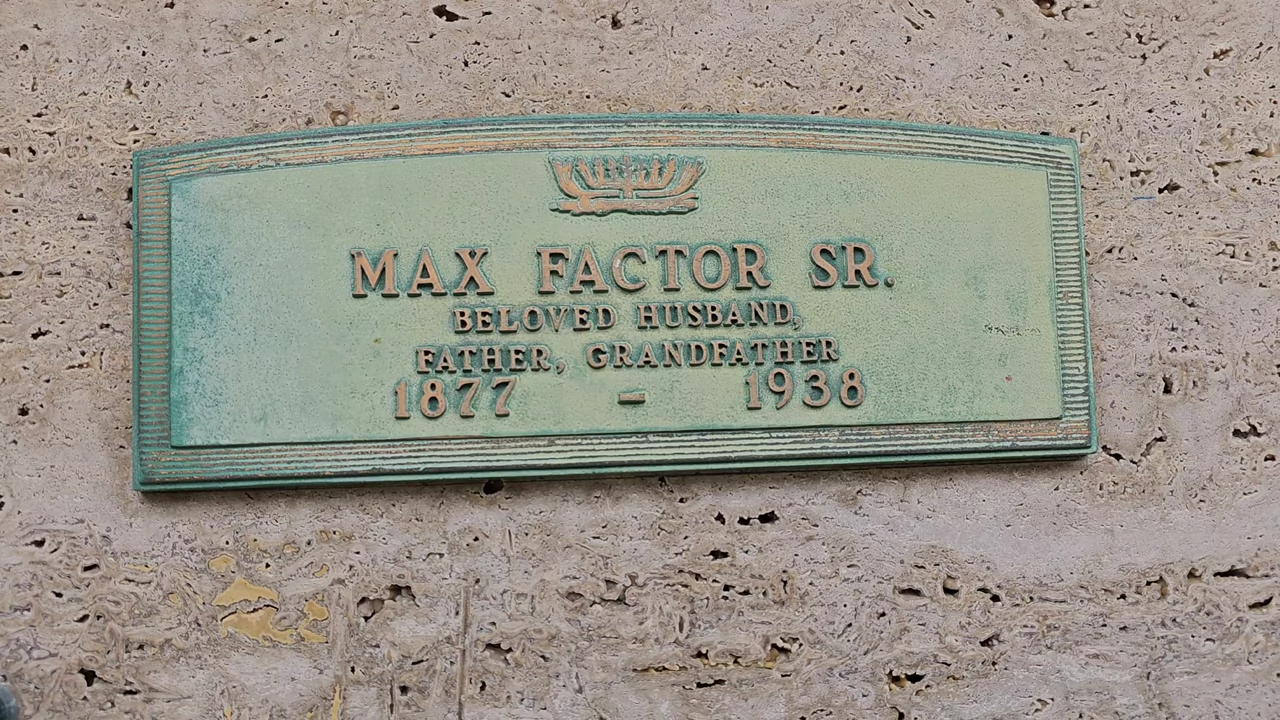 MAX FACTOR SR.
BELOVED HUSBAND,
FATHER, GRANDFATHER
1877 – 1938